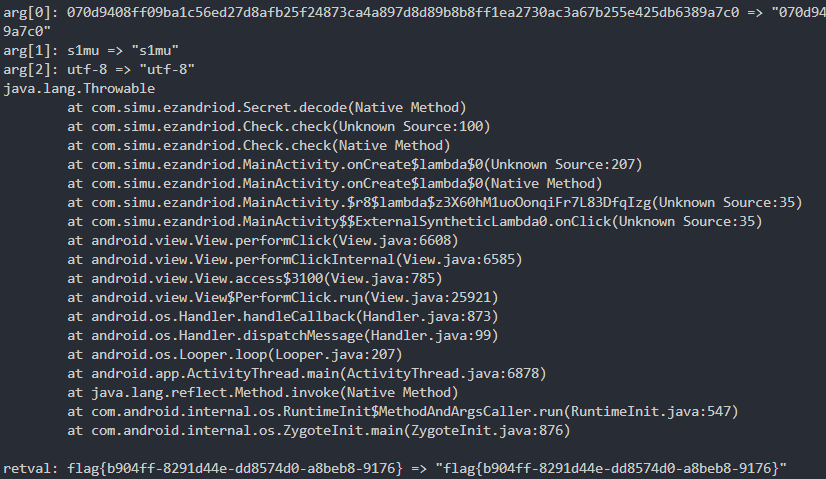 arg[0]: 070d9408ff09ba1c56ed27d8afb25f24873ca4a897d8d89b8b8ff1ea2730ac3a67b255e425db6389a7c0 => "070d94
9a7c0"
arg[1]: s1mu => "s1mu"
arg[2]: utf-8 => "utf-8"
java.lang.Throwable
at com.simu.ezandriod.Secret.decode(Native Method)
at com.simu.ezandriod.Check.check(Unknown Source:100)
at com.simu.ezandriod.Check.check(Native Method)
at com.simu.ezandriod.MainActivity.onCreate$lambda$0(Unknown Source:207)
at com.simu.ezandriod.MainActivity.onCreate$lambda$0(Native Method)
at com.simu.ezandriod.MainActivity.$r8$lambda$z3X60hM1uoOonqiFr7L83DfqIzg(Unknown Source:35)
at com.simu.ezandriod.MainActivity$$ExternalSyntheticLambda0.onClick(Unknown Source:35)
at android.view.View.performClick(View.java:6608)
at android.view.View.performClickInternal(View.java:6585)
at android.view.View.access$3100(View.java:785)
at android.view.View$PerformClick.run(View.java:25921)
at android.os.Handler.handleCallback(Handler.java:873)
at android.os.Handler.dispatchMessage(Handler.java:99)
at android.os.Looper.loop(Looper.java:207)
at android.app.ActivityThread.main(ActivityThread.java:6878)
at java.lang.reflect.Method.invoke(Native Method)
at com.android.internal.os.RuntimeInit$MethodAndArgsCaller.run(RuntimeInit.java:547)
at com.android.internal.os.ZygoteInit.main(ZygoteInit.java:876)
retval: flag{b904ff-8291d44e-dd8574d0-a8beb8-9176} => "flag{b904ff-8291d44e-dd8574d0-a8beb8-9176}"